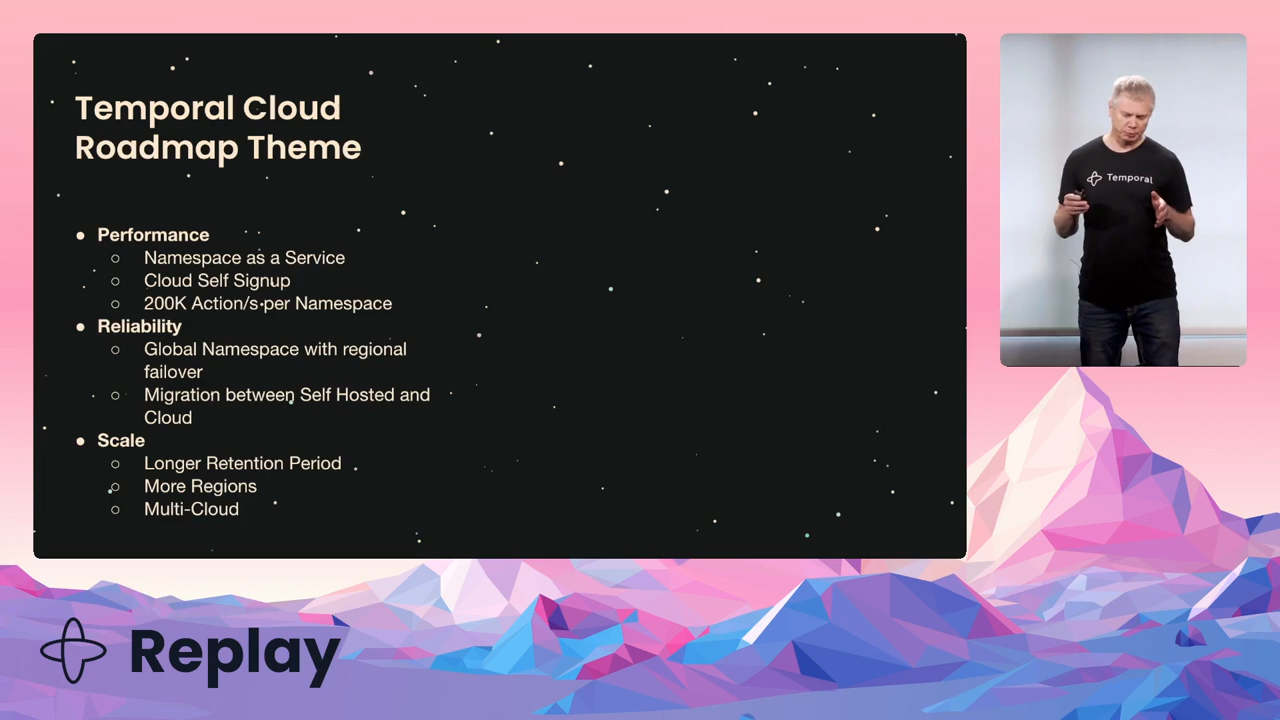 Temporal Cloud
Roadmap Theme
● Performance
○ Namespace as a Service
○ Cloud Self Signup
○ 200K Action/s per Namespace
● Reliability
○ Global Namespace with regional
failover
○ Migration between Self Hosted and
Cloud
● Scale
○ Longer Retention Period
○ More Regions
○ Multi-Cloud
Temporal
Replay